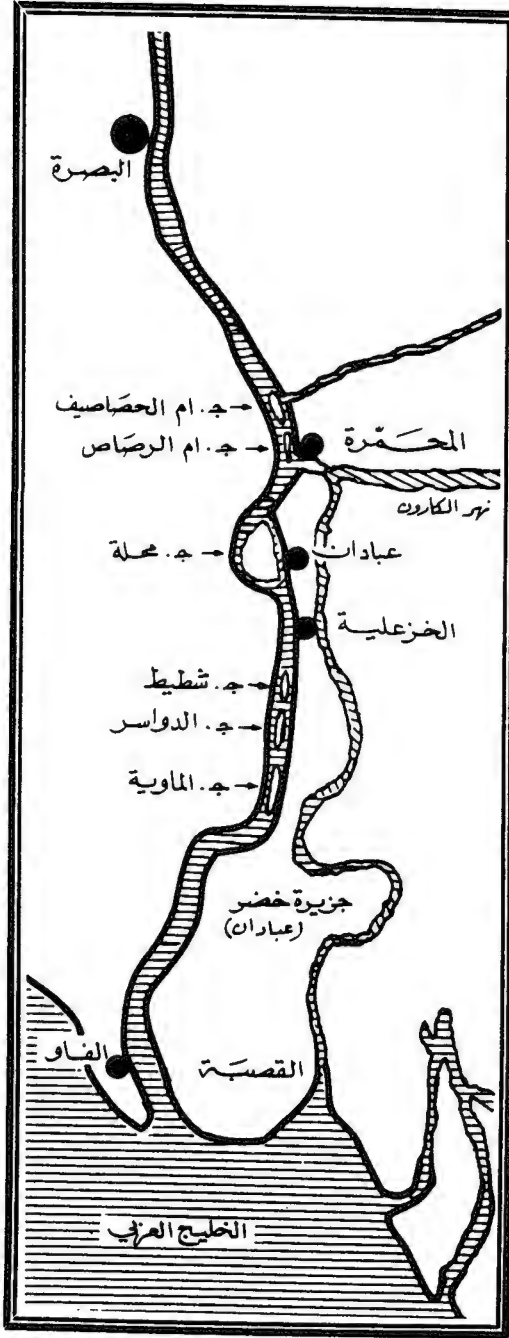 البصرة
ج. ام الحصاصيف
ج. ام الرصاص
المحمّرة
نهر الكارون
ج. محلة
عبادان
الخزعلية
ج. شطيط
ج. الدواسر
ج. الماوية
جزيرة خضر
(عبادان)
الفاو
القصبة
الخليج العربي